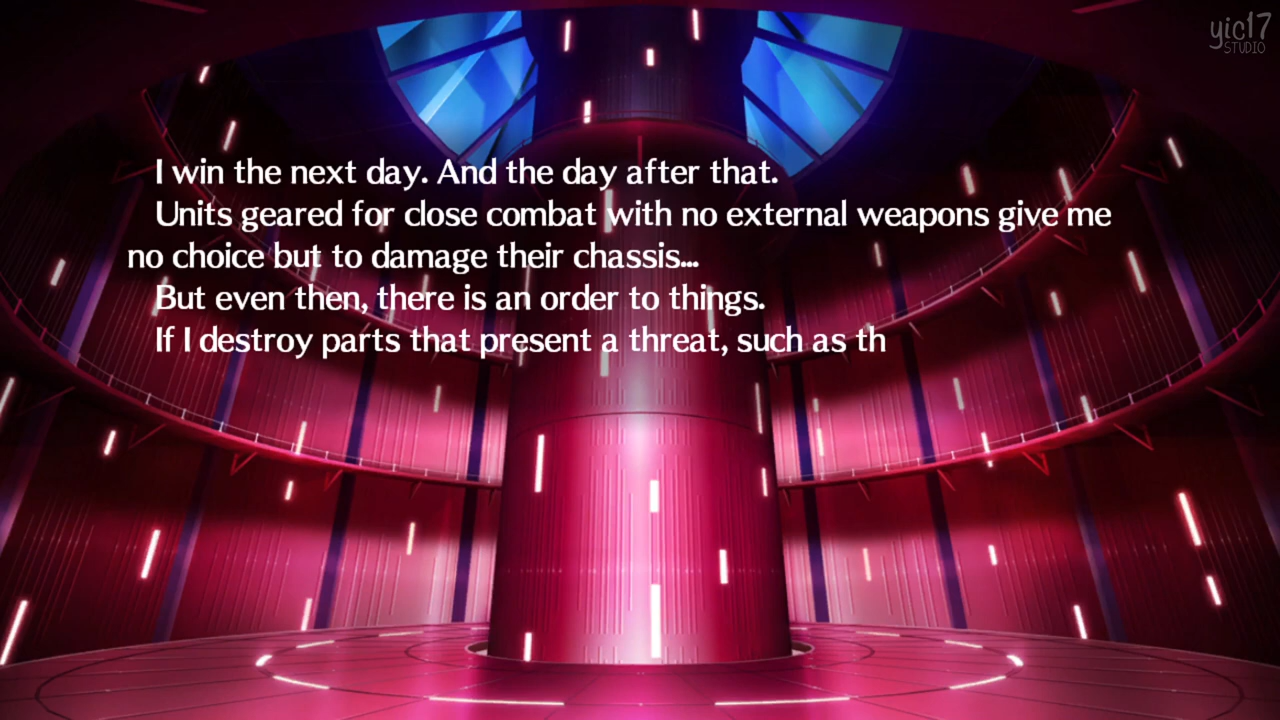 yic17
STUDIO
I win the next day. And the day after that.
Units geared for close combat with no external weapons give me
no choice but to damage their chassis...
But even then, there is an order to things.
If I destroy parts that present a threat, such as th